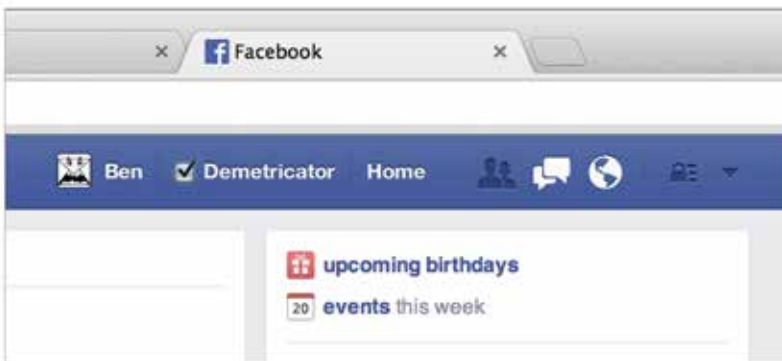 Facebook
Ben Demetricator Home
upcoming birthdays
20 events this week